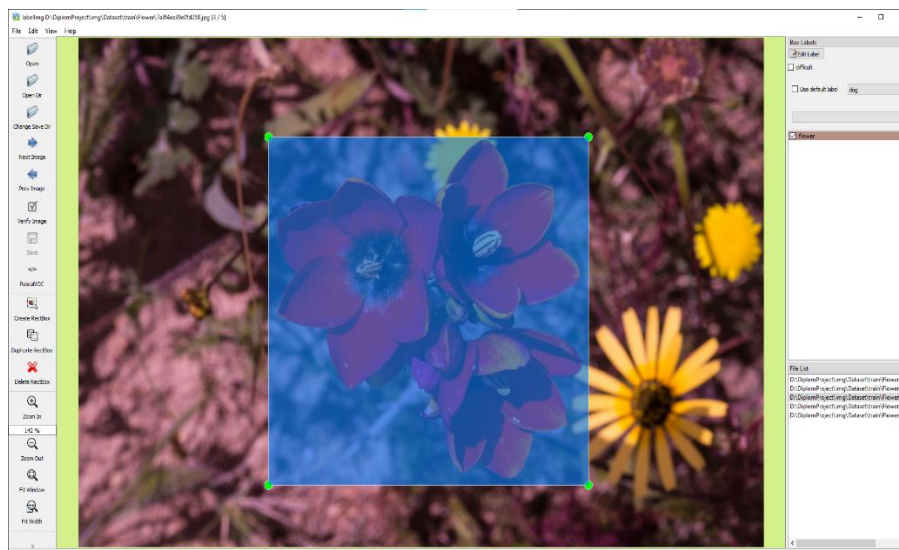 labelImg D:\DiplomProject\img\Dataset\train\Flower\
[3 / 5]
File Edit View Help
Open
Open Dir
Change Save Dir
Next Image
Prev Image
Verify Image
Save
</>
PascalVOC
Create RectBox
Duplicate RectBox
Delete RectBox
Zoom In
142 %
Zoom Out
Fit Window
Fit Width
Box Labels
Edit Label
difficult
Use default label dog
flower
File List
D:\DiplomProject\img\Dataset\train\Flower
D:\DiplomProject\img\Dataset\train\Flower
D:\DiplomProject\img\Dataset\train\Flower
D:\DiplomProject\img\Dataset\train\Flower
D:\DiplomProject\img\Dataset\train\Flower